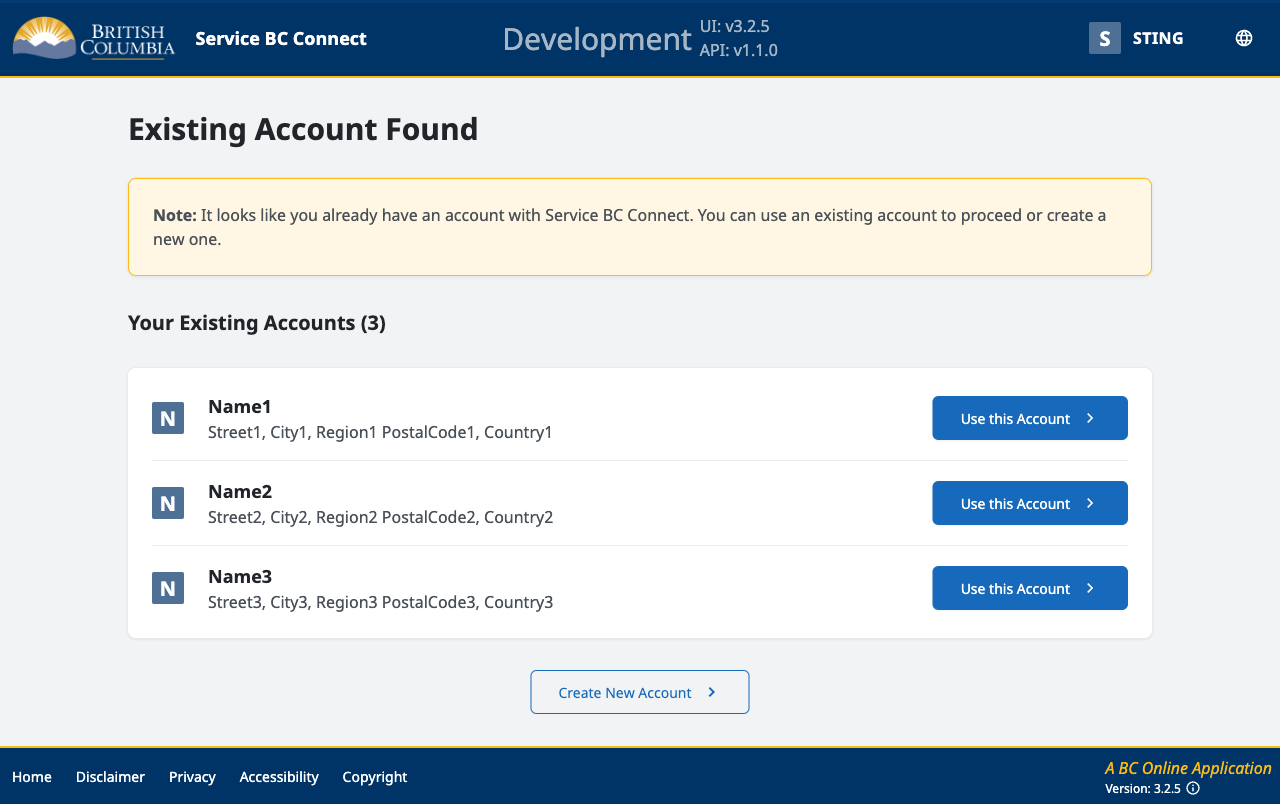 BRITISH COLUMBIA
Service BC Connect
Development
UI: v3.2.5
API: v1.1.0
S STING
Existing Account Found
Note: It looks like you already have an account with Service BC Connect. You can use an existing account to proceed or create a
new one.
Your Existing Accounts (3)
N
Name1
Street1, City1, Region1 PostalCode1, Country1
Use this Account
N
Name2
Street2, City2, Region2 PostalCode2, Country2
Use this Account
N
Name3
Street3, City3, Region3 PostalCode3, Country3
Use this Account
Create New Account
Home Disclaimer Privacy Accessibility Copyright
A BC Online Application
Version: 3.2.5